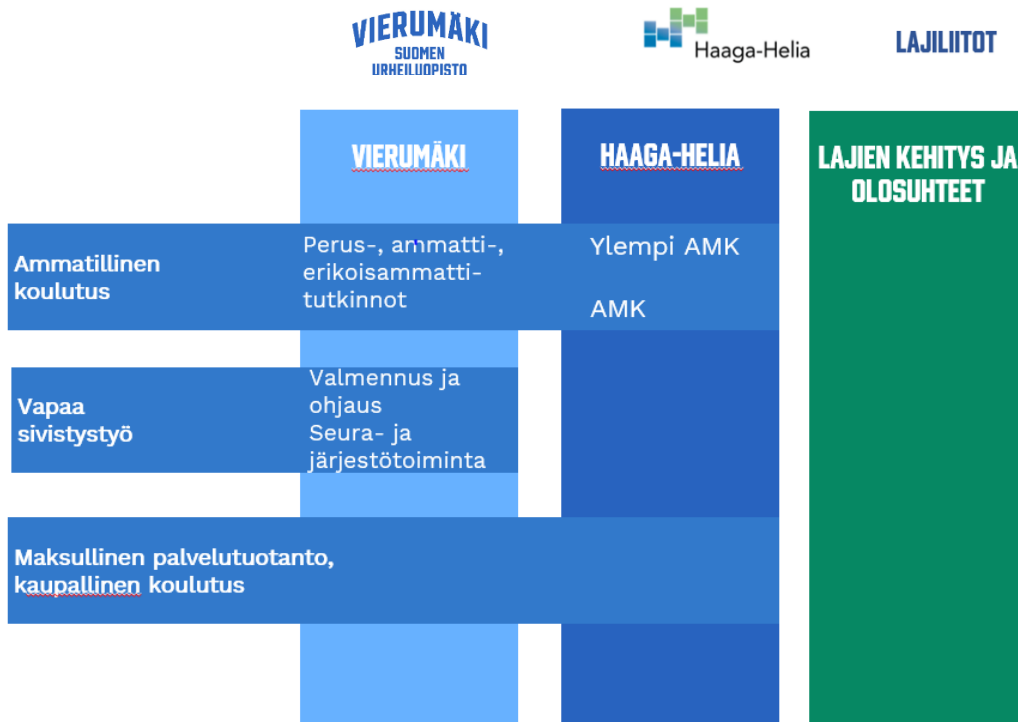 VIERUMÄKI
SUOMEN
URHEILUOPISTO
Haaga-Helia
LAJILIITOT
VIERUMÄKI
HAAGA-HELIA
LAJIEN KEHITYS JA
OLOSUHTEET
Ammatillinen
koulutus
Perus-, ammatti-,
erikoisammatti-
tutkinnot
Ylempi AMK
AMK
Vapaa
sivistystyö
Valmennus ja
ohjaus
Seura- ja
järjestötoiminta
Maksullinen palvelutuotanto,
kaupallinen koulutus